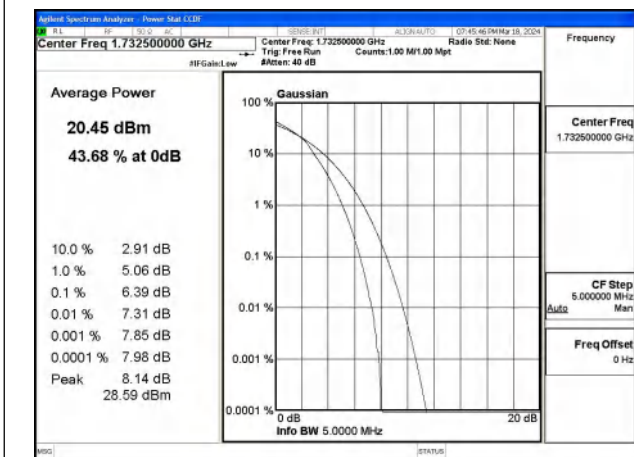 Agilent Spectrum Analyzer - Power Stat CCDF
RL RF 50 Ω AC SENSE:INT ALIGN AUTO 07:45:46 PM Mar 18, 2024
Center Freq 1.732500000 GHz
Center Freq: 1.732500000 GHz Radio Std: None
Trig: Free Run Counts:1.00 M/1.00 Mpt
#IFGain:Low #Atten: 40 dB
Frequency
Average Power
20.45 dBm
43.68 % at 0dB
10.0 % 2.91 dB
1.0 % 5.06 dB
0.1 % 6.39 dB
0.01 % 7.31 dB
0.001 % 7.85 dB
0.0001 % 7.98 dB
Peak 8.14 dB
28.59 dBm
Gaussian
100 %
10 %
1 %
0.1 %
0.01 %
0.001 %
0.0001 %
0 dB 20 dB
Info BW 5.0000 MHz
Center Freq
1.732500000 GHz
CF Step
5.000000 MHz
Auto Man
Freq Offset
0 Hz
MSG STATUS